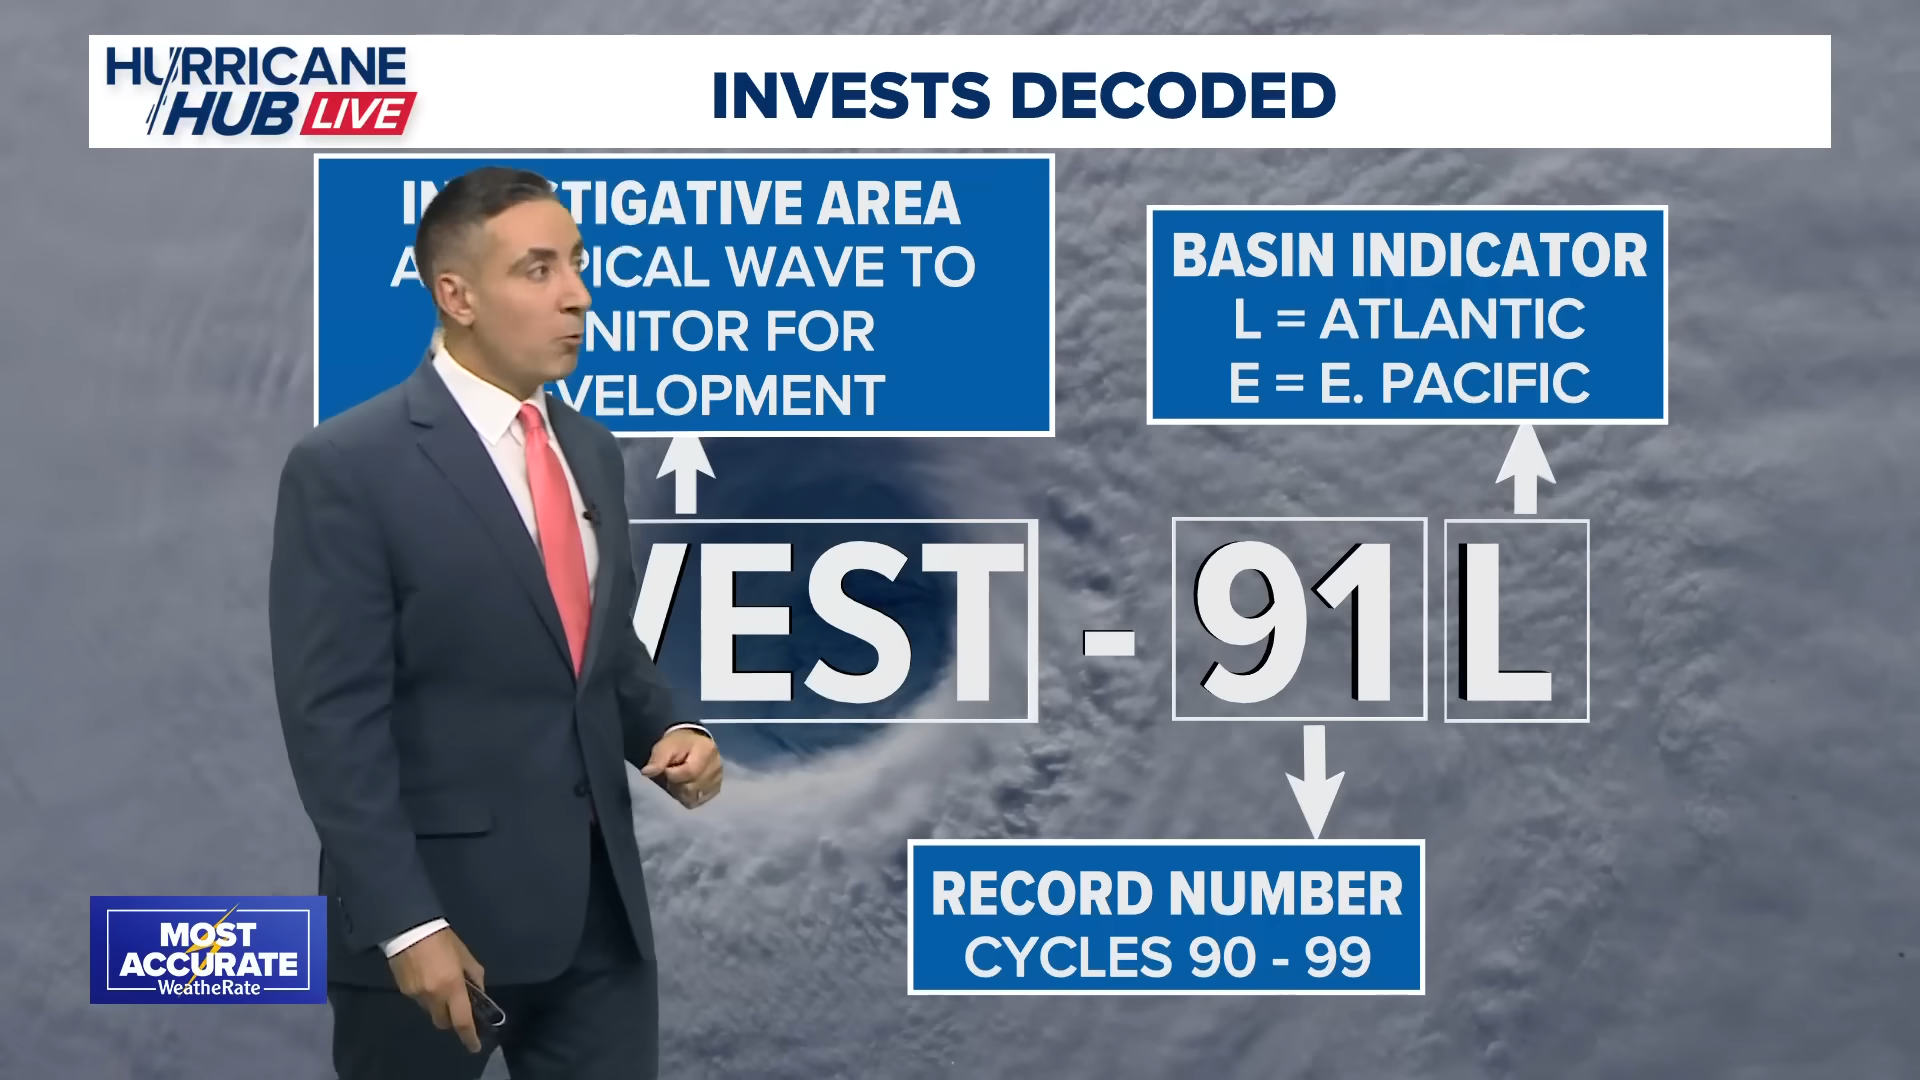 HURRICANE
HUB LIVE
INVESTS DECODED
TIGATIVE AREA
PICAL WAVE TO
NITOR FOR
VELOPMENT
BASIN INDICATOR
L = ATLANTIC
E = E. PACIFIC
VEST - 91 L
RECORD NUMBER
CYCLES 90 - 99
MOST
ACCURATE
WeatheRate